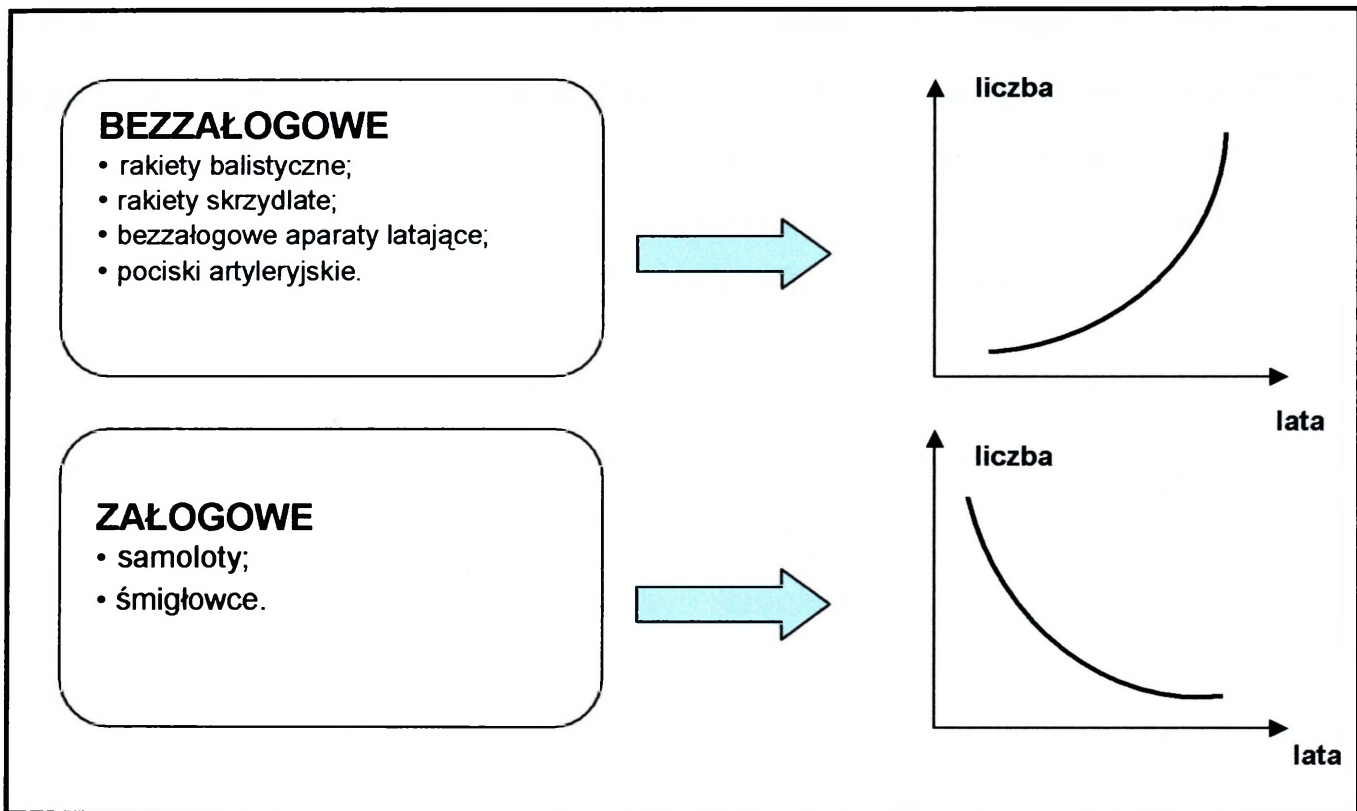 BEZZAŁOGOWE
• rakiety balistyczne;
• rakiety skrzydlate;
• bezzałogowe aparaty latające;
• pociski artyleryjskie.
liczba
lata
ZAŁOGOWE
• samoloty;
• śmigłowce.
liczba
lata